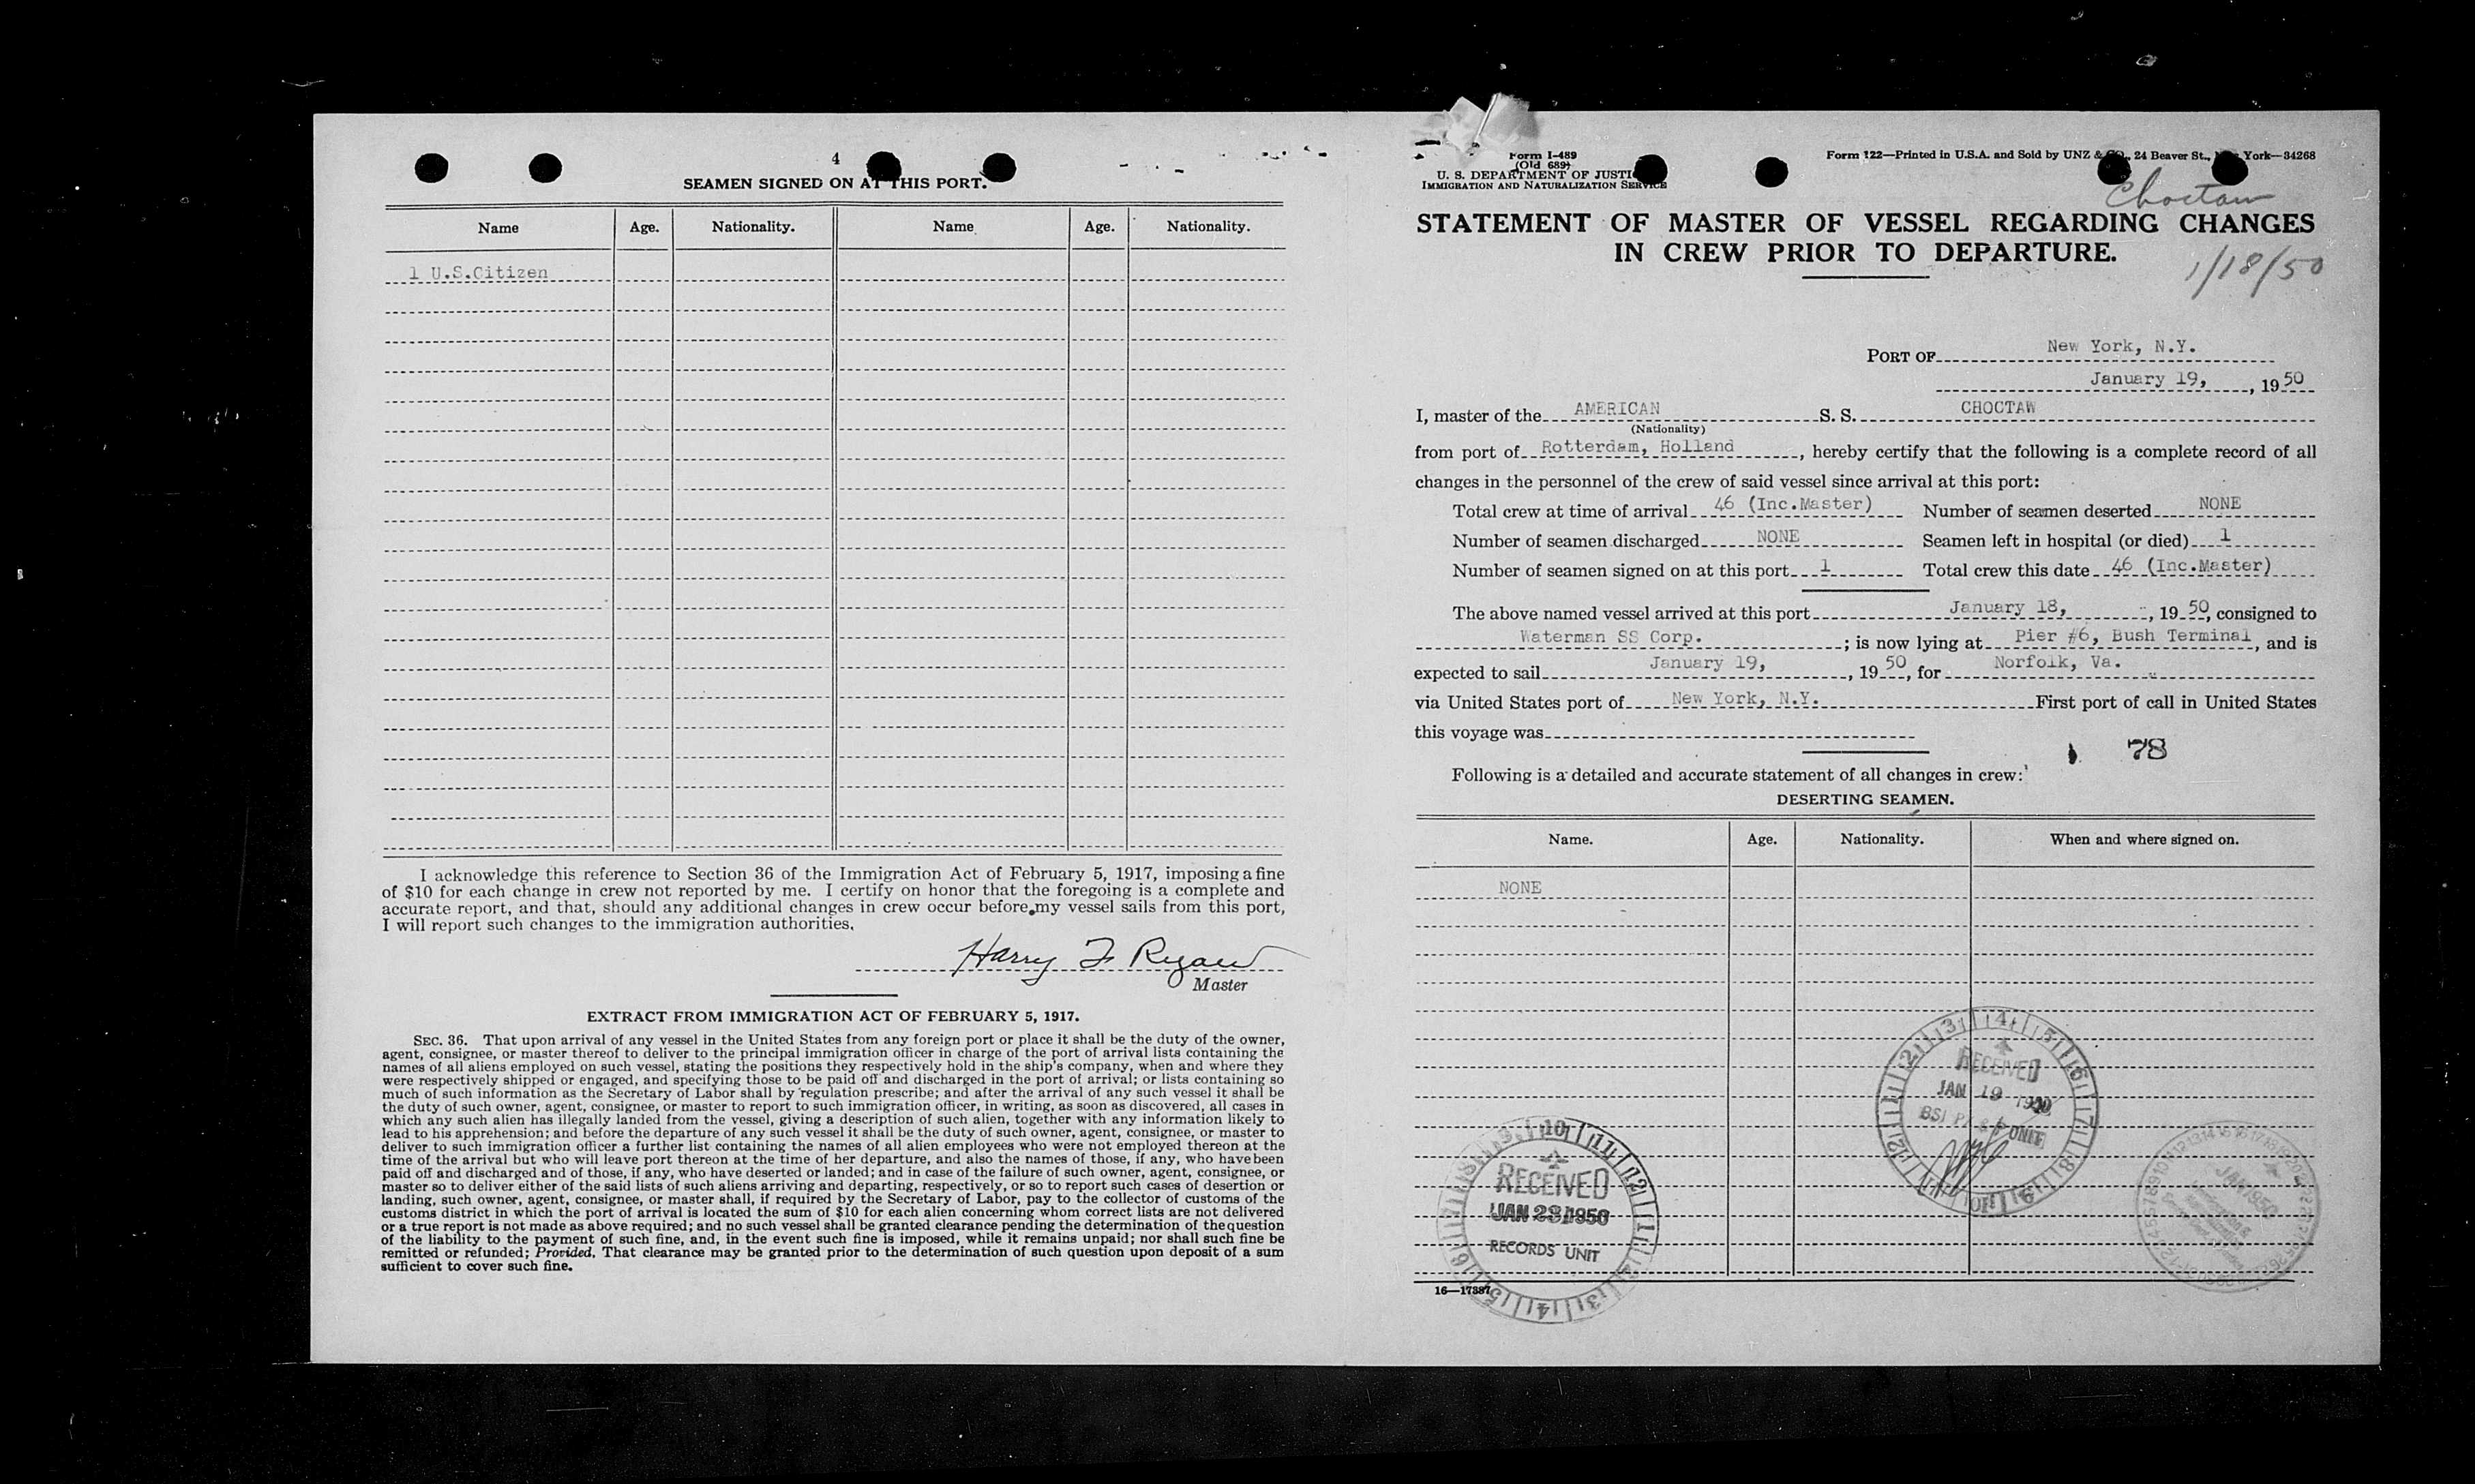 4
SEAMEN SIGNED ON AT THIS PORT.
Name Age. Nationality. Name Age. Nationality.
1 U.S.Citizen
I acknowledge this reference to Section 36 of the Immigration Act of February 5, 1917, imposing a fine
of $10 for each change in crew not reported by me. I certify on honor that the foregoing is a complete and
accurate report, and that, should any additional changes in crew occur before my vessel sails from this port,
I will report such changes to the immigration authorities.
Harry F Ryan
Master
EXTRACT FROM IMMIGRATION ACT OF FEBRUARY 5, 1917.
SEC. 36. That upon arrival of any vessel in the United States from any foreign port or place it shall be the duty of the owner,
agent, consignee, or master thereof to deliver to the principal immigration officer in charge of the port of arrival lists containing the
names of all aliens employed on such vessel, stating the positions they respectively hold in the ship's company, when and where they
were respectively shipped or engaged, and specifying those to be paid off and discharged in the port of arrival; or lists containing so
much of such information as the Secretary of Labor shall by regulation prescribe; and after the arrival of any such vessel it shall be
the duty of such owner, agent, consignee, or master to report to such immigration officer, in writing, as soon as discovered, all cases in
which any such alien has illegally landed from the vessel, giving a description of such alien, together with any information likely to
lead to his apprehension; and before the departure of any such vessel it shall be the duty of such owner, agent, consignee, or master to
deliver to such immigration officer a further list containing the names of all alien employees who were not employed thereon at the
time of the arrival but who will leave port thereon at the time of her departure, and also the names of those, if any, who have been
paid off and discharged and of those, if any, who have deserted or landed; and in case of the failure of such owner, agent, consignee, or
master so to deliver either of the said lists of such aliens arriving and departing, respectively, or so to report such cases of desertion or
landing, such owner, agent, consignee, or master shall, if required by the Secretary of Labor, pay to the collector of customs of the
customs district in which the port of arrival is located the sum of $10 for each alien concerning whom correct lists are not delivered
or a true report is not made as above required; and no such vessel shall be granted clearance pending the determination of the question
of the liability to the payment of such fine, and, in the event such fine is imposed, while it remains unpaid; nor shall such fine be
remitted or refunded; Provided, That clearance may be granted prior to the determination of such question upon deposit of a sum
sufficient to cover such fine.
Form I-489
(Old 689)
U. S. DEPARTMENT OF JUSTICE
IMMIGRATION AND NATURALIZATION SERVICE
Form 122—Printed in U.S.A. and Sold by UNZ & CO., 24 Beaver St., New York—34268
Choctaw
STATEMENT OF MASTER OF VESSEL REGARDING CHANGES
IN CREW PRIOR TO DEPARTURE.
1/18/50
PORT OF New York, N.Y.
January 19, , 19 50
I, master of the AMERICAN S. S. CHOCTAW
(Nationality)
from port of Rotterdam, Holland , hereby certify that the following is a complete record of all
changes in the personnel of the crew of said vessel since arrival at this port:
Total crew at time of arrival 46 (Inc.Master) Number of seamen deserted NONE
Number of seamen discharged NONE Seamen left in hospital (or died) 1
Number of seamen signed on at this port 1 Total crew this date 46 (Inc.Master)
The above named vessel arrived at this port January 18, , 19 50, consigned to
Waterman SS Corp. ; is now lying at Pier #6, Bush Terminal , and is
expected to sail January 19, , 19 50, for Norfolk, Va.
via United States port of New York, N.Y. First port of call in United States
this voyage was
78
Following is a detailed and accurate statement of all changes in crew:
DESERTING SEAMEN.
Name. Age. Nationality. When and where signed on.
NONE
RECEIVED
JAN 19 1950
UNIT
RECEIVED
JAN 23 1950
RECORDS UNIT
JAN 1950
16—17387